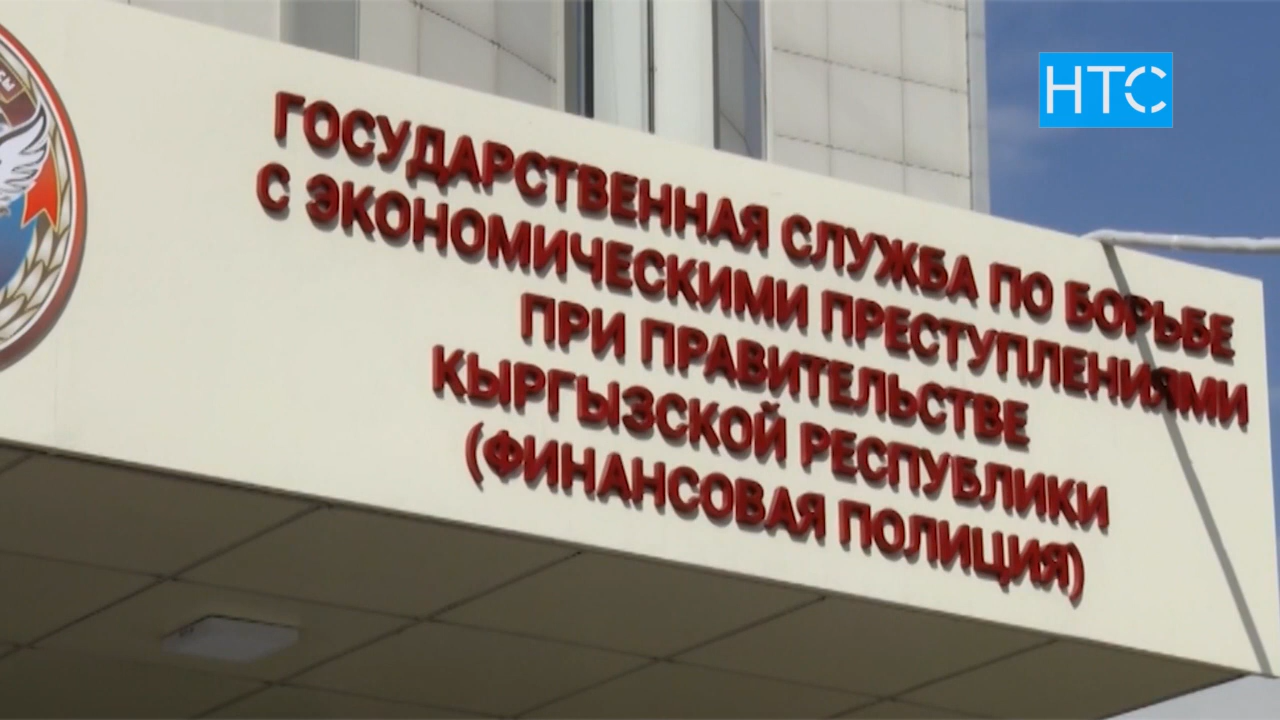 НТС
ГОСУДАРСТВЕННАЯ СЛУЖБА ПО БОРЬБЕ
С ЭКОНОМИЧЕСКИМИ ПРЕСТУПЛЕНИЯМИ
ПРИ ПРАВИТЕЛЬСТВЕ
КЫРГЫЗСКОЙ РЕСПУБЛИКИ
(ФИНАНСОВАЯ ПОЛИЦИЯ)